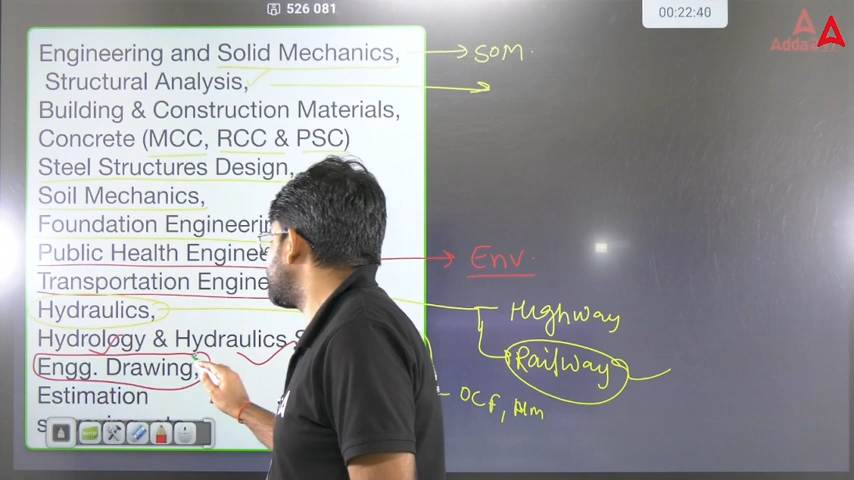 526 081
00:22:40
Adda
Engineering and Solid Mechanics, → SOM
Structural Analysis,
Building & Construction Materials,
Concrete (MCC, RCC & PSC)
Steel Structures Design,
Soil Mechanics,
Foundation Engineerin
Public Health Enginee → Env.
Transportation Engine
Hydraulics, Highway
Hydrology & Hydraulics S
Railway
Engg. Drawing,
Estimation
OCF,